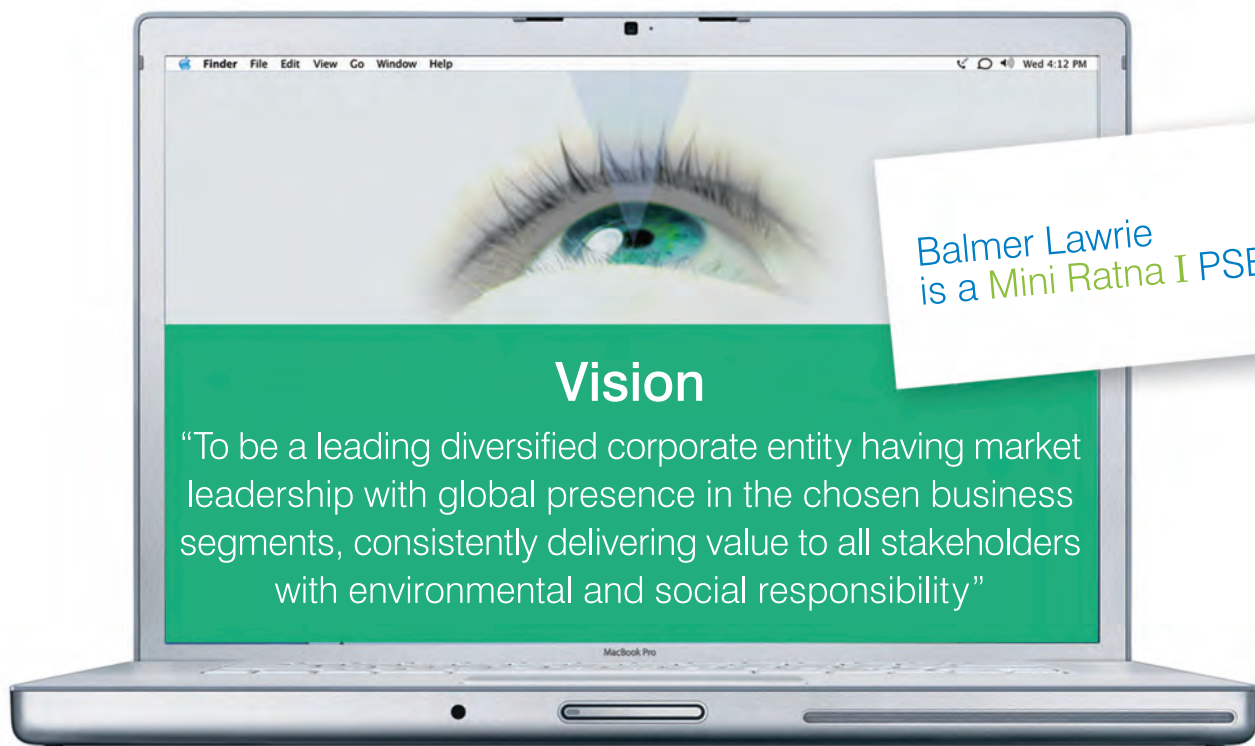 Finder File Edit View Go Window Help Wed 4:12 PM
Balmer Lawrie
is a Mini Ratna I
Vision
“To be a leading diversified corporate entity having market
leadership with global presence in the chosen business
segments, consistently delivering value to all stakeholders
with environmental and social responsibility”
MacBook Pro